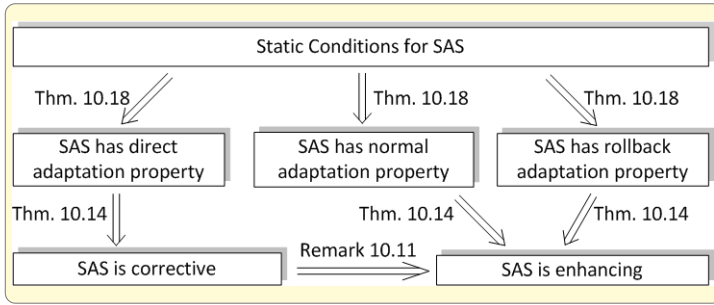 Static Conditions for SAS
Thm. 10.18
Thm. 10.18
Thm. 10.18
SAS has direct
adaptation property
SAS has normal
adaptation property
SAS has rollback
adaptation property
Thm. 10.14
Thm. 10.14
Thm. 10.14
SAS is corrective
Remark 10.11
SAS is enhancing